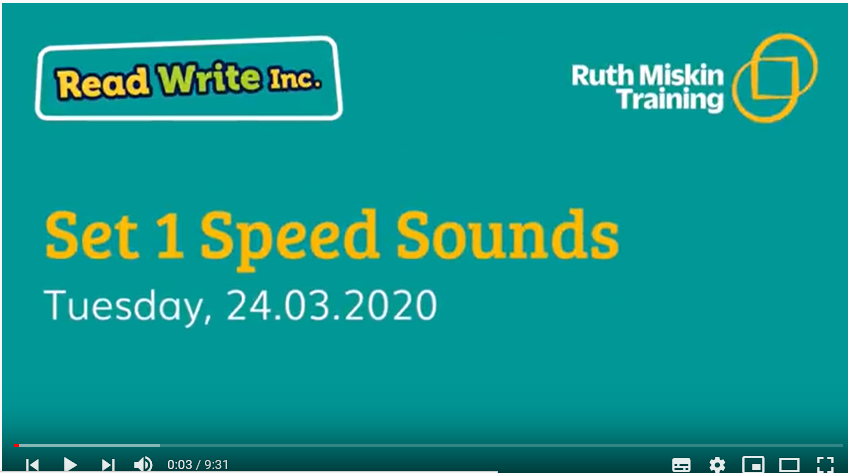 Read Write Inc.
Ruth Miskin
Training
Set 1 Speed Sounds
Tuesday, 24.03.2020
0:03 / 9:31